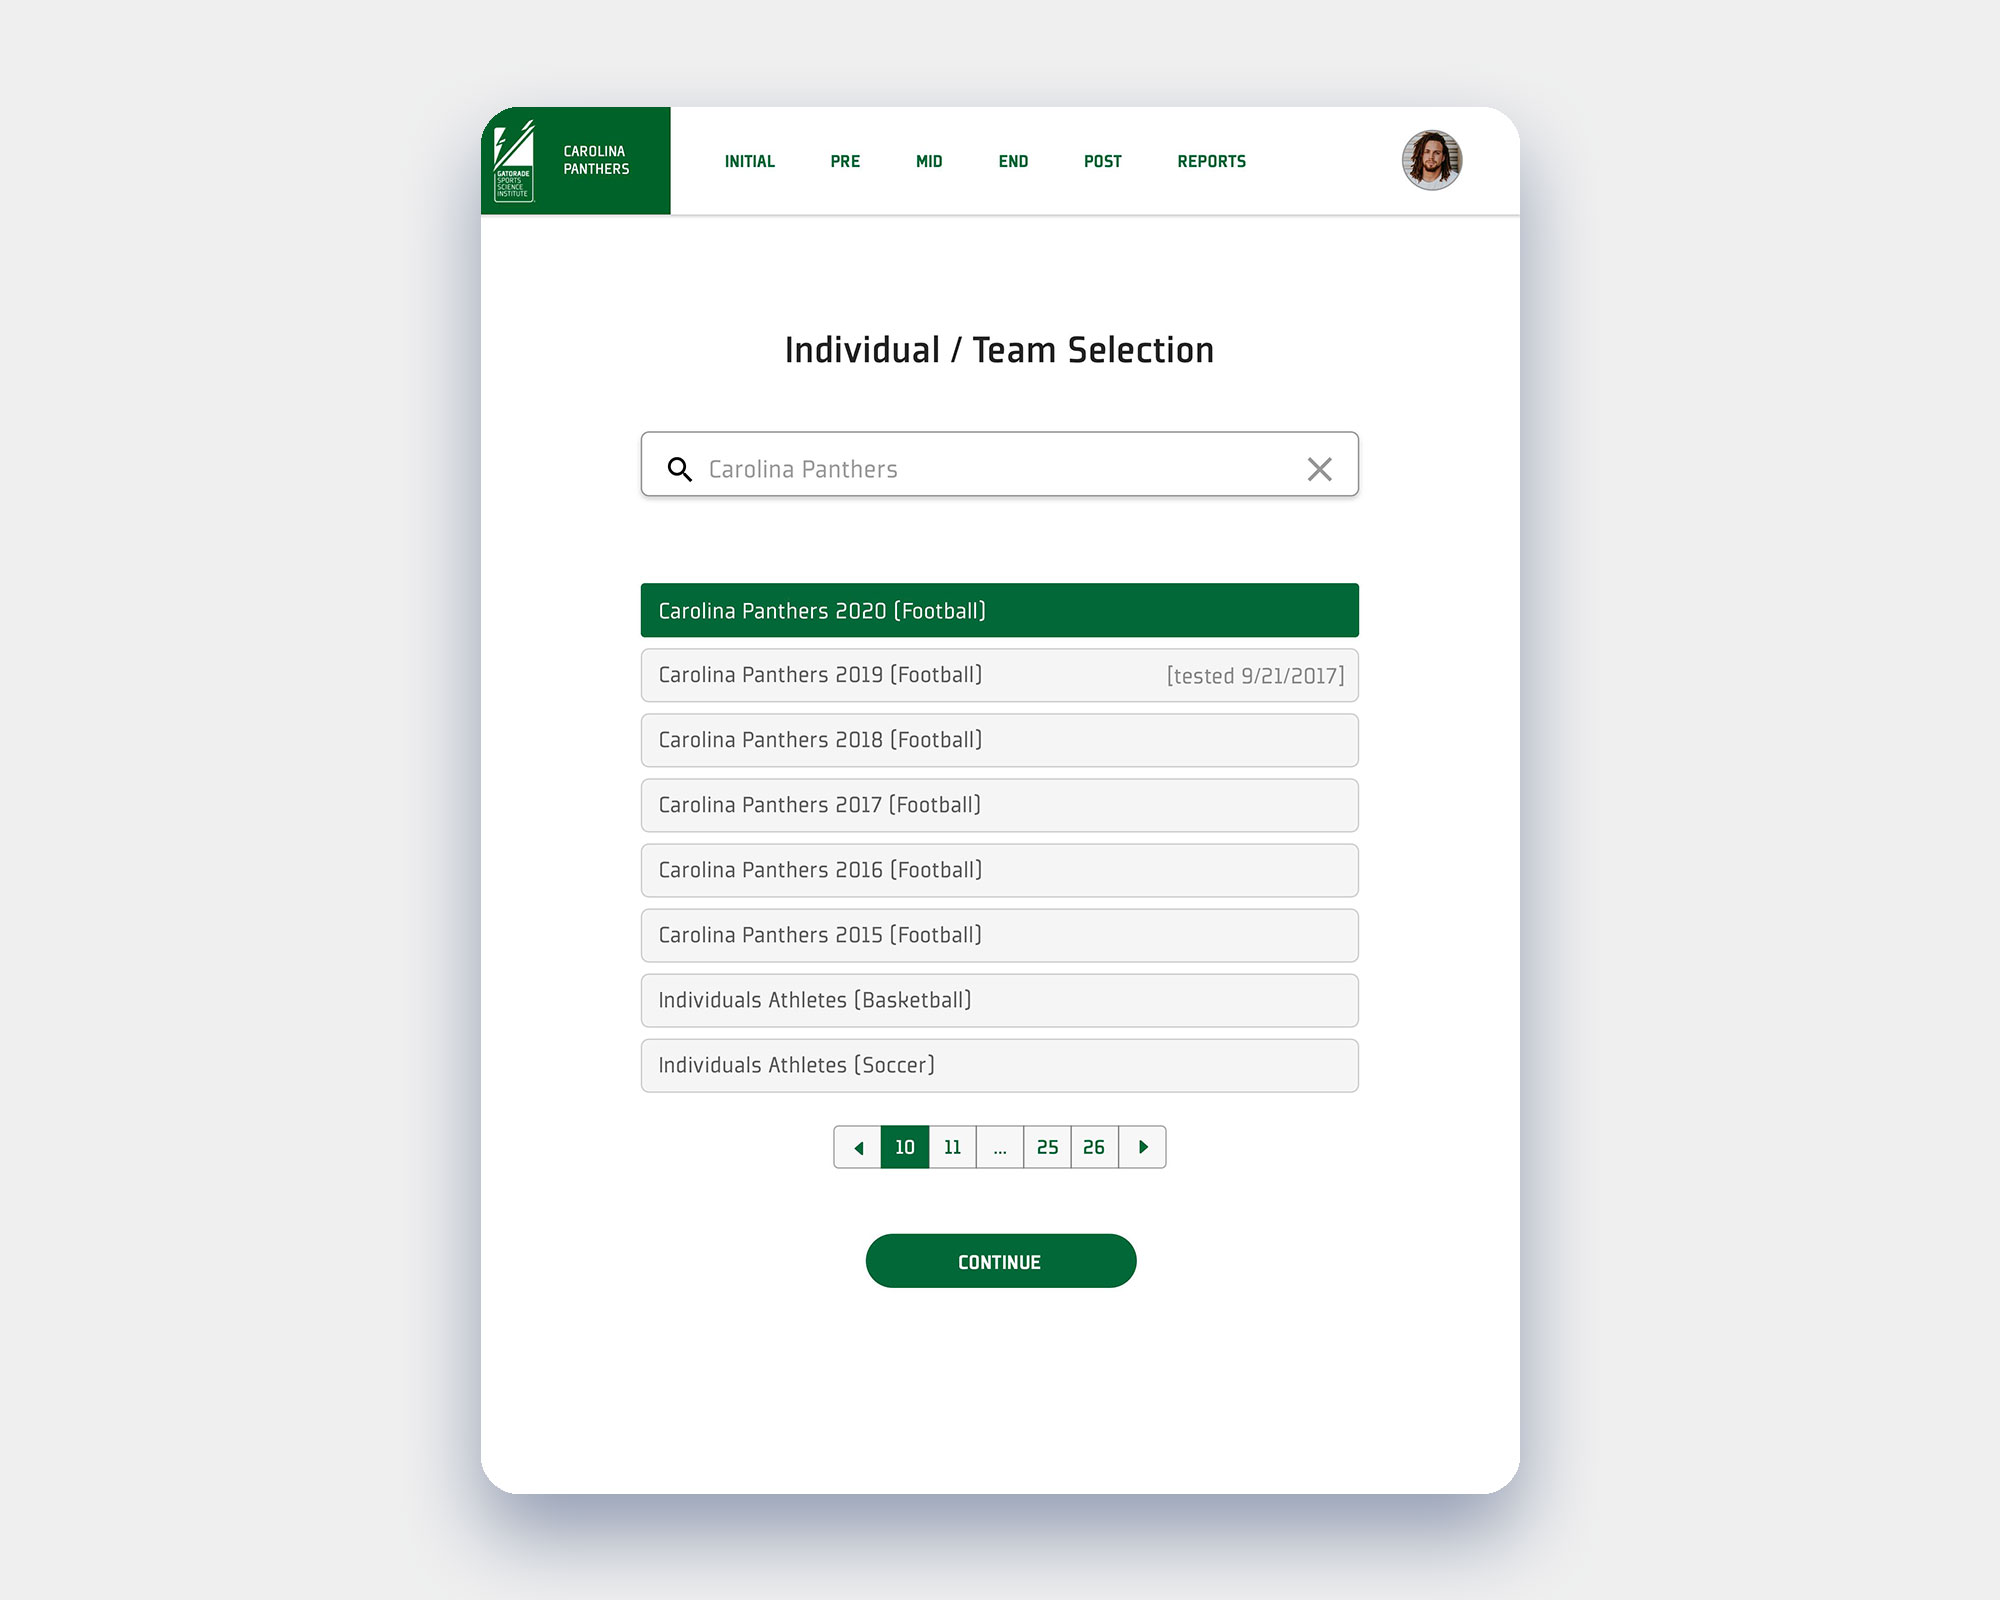 GATORADE
SPORTS
SCIENCE
INSTITUTE
CAROLINA
PANTHERS
INITIAL PRE MID END POST REPORTS
Individual / Team Selection
Carolina Panthers
Carolina Panthers 2020 (Football)
Carolina Panthers 2019 (Football) [tested 9/21/2017]
Carolina Panthers 2018 (Football)
Carolina Panthers 2017 (Football)
Carolina Panthers 2016 (Football)
Carolina Panthers 2015 (Football)
Individuals Athletes (Basketball)
Individuals Athletes (Soccer)
10 11 ... 25 26
CONTINUE